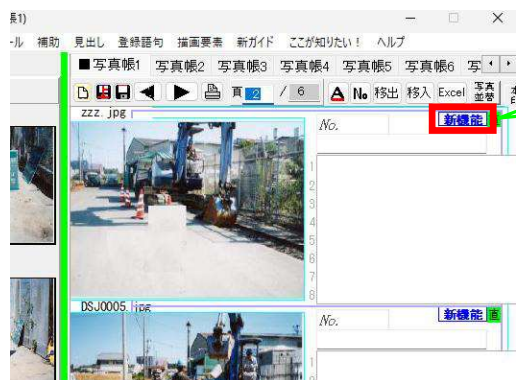 長1)
ール 補助 見出し 登録語句 描画要素 新ガイド ここが知りたい! ヘルプ
■写真帳1 写真帳2 写真帳3 写真帳4 写真帳5 写真帳6 写
頁 2 / 6 A No 移出 移入 Excel 写真並替
zzz.jpg
No.
新機能
1
2
3
4
5
6
7
8
DSJ0005.jpg
No.
新機能 直
1